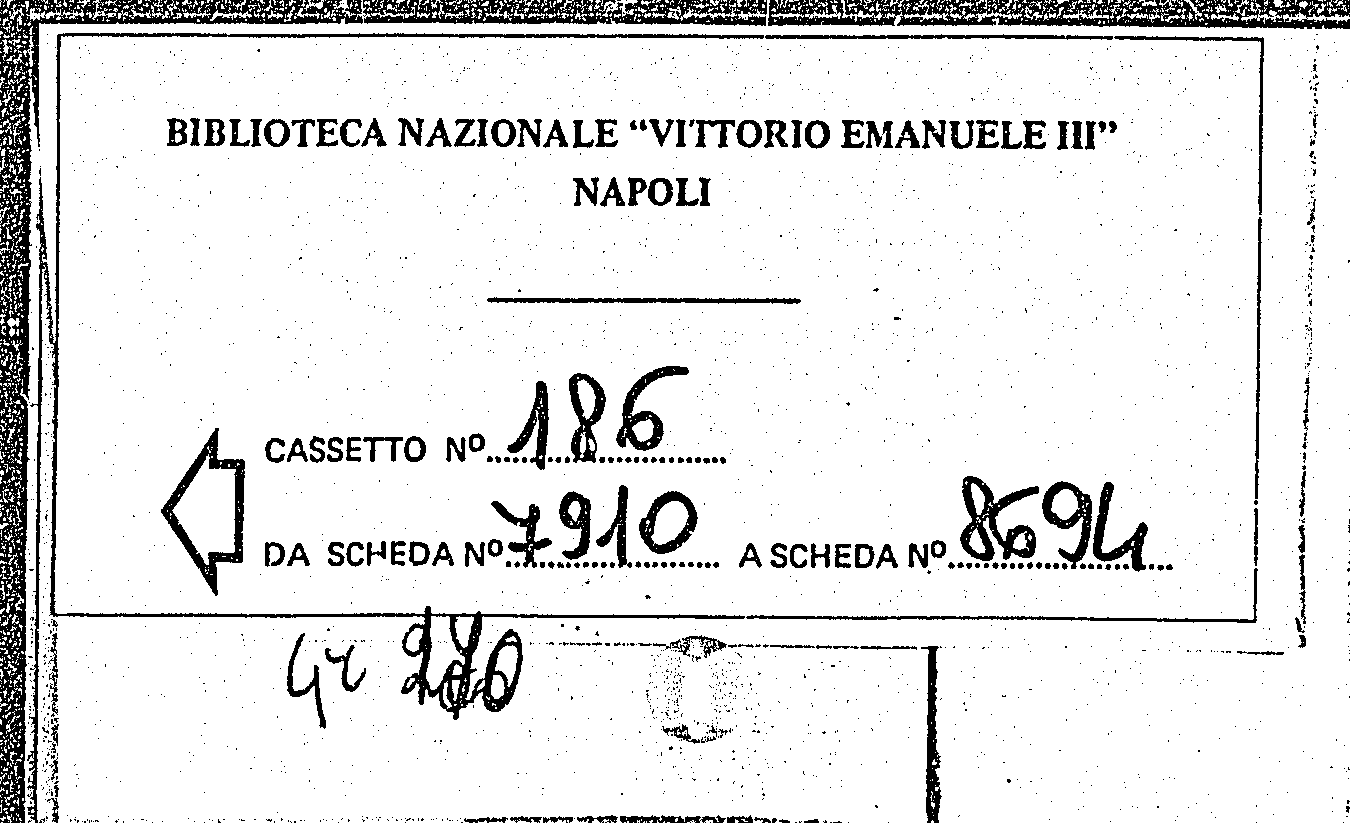 BIBLIOTECA NAZIONALE “VITTORIO EMANUELE III”
NAPOLI
CASSETTO Nº 186
DA SCHEDA Nº 7910 A SCHEDA Nº 8694